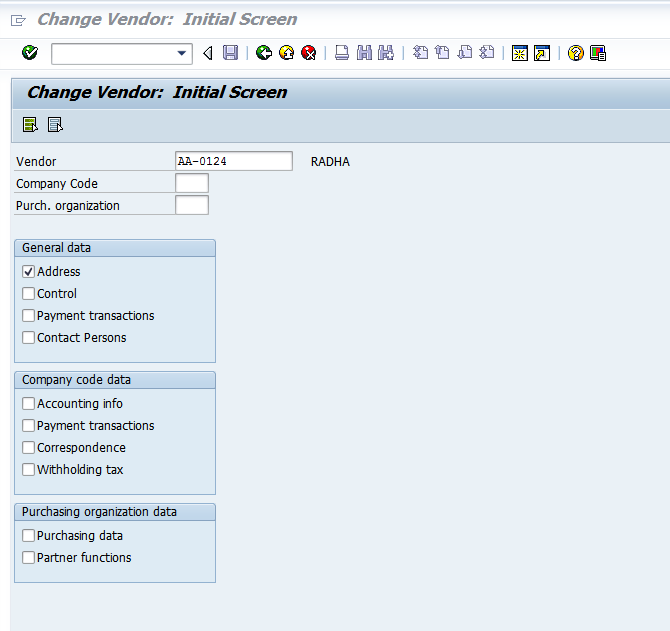 Change Vendor: Initial Screen
Change Vendor: Initial Screen
Vendor AA-0124 RADHA
Company Code
Purch. organization
General data
Address
Control
Payment transactions
Contact Persons
Company code data
Accounting info
Payment transactions
Correspondence
Withholding tax
Purchasing organization data
Purchasing data
Partner functions